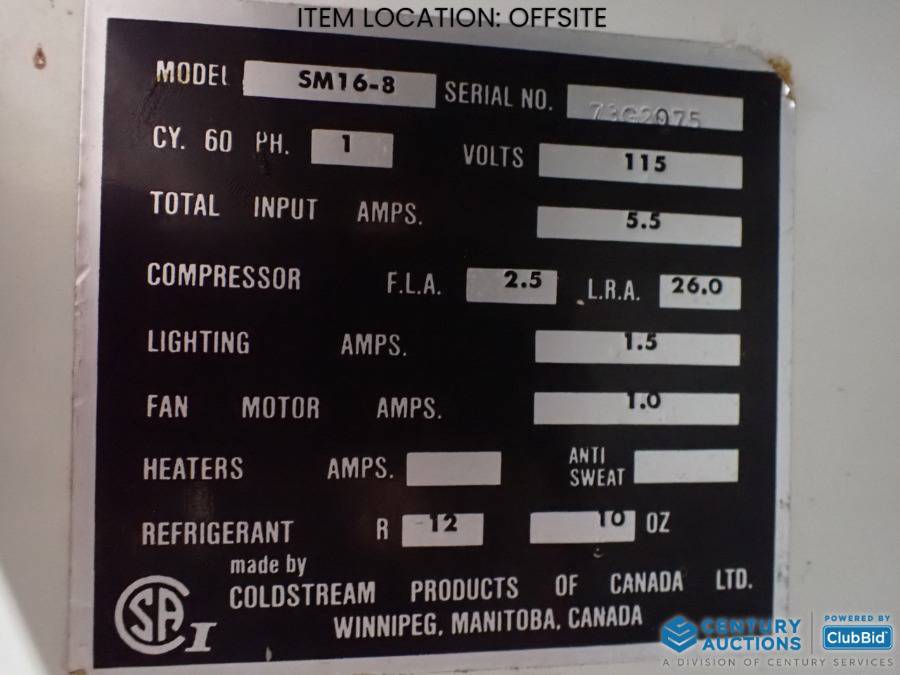 ITEM LOCATION: OFFSITE
MODEL SM16-8 SERIAL NO. 73G2975
CY. 60 PH. 1 VOLTS 115
TOTAL INPUT AMPS. 5.5
COMPRESSOR F.L.A. 2.5 L.R.A. 26.0
LIGHTING AMPS. 1.5
FAN MOTOR AMPS. 1.0
HEATERS AMPS. ANTI SWEAT
REFRIGERANT R 12 10 OZ
made by
COLDSTREAM PRODUCTS OF CANADA LTD.
WINNIPEG, MANITOBA, CANADA
SA I
CENTURY AUCTIONS
A DIVISION OF CENTURY SERVICES
POWERED BY
ClubBid